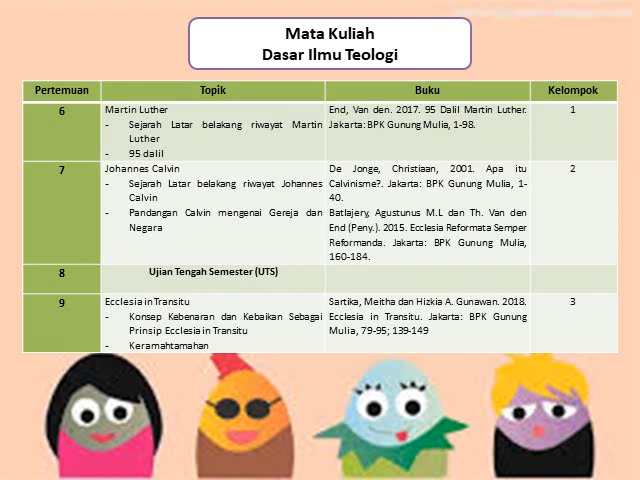 Mata Kuliah
Dasar Ilmu Teologi
Pertemuan Topik Buku Kelompok
6
Martin Luther
- Sejarah Latar belakang riwayat Martin
Luther
- 95 dalil
End, Van den. 2017. 95 Dalil Martin Luther.
Jakarta: BPK Gunung Mulia, 1-98.
1
7
Johannes Calvin
- Sejarah Latar belakang riwayat Johannes
Calvin
- Pandangan Calvin mengenai Gereja dan
Negara
De Jonge, Christiaan, 2001. Apa itu
Calvinisme?. Jakarta: BPK Gunung Mulia, 1-
40.
Batlajery, Agustunus M.L dan Th. Van den
End (Peny.). 2015. Ecclesia Reformata Semper
Reformanda. Jakarta: BPK Gunung Mulia,
160-184.
2
8
Ujian Tengah Semester (UTS)
9
Ecclesia in Transitu
- Konsep Kebenaran dan Kebaikan Sebagai
Prinsip Ecclesia in Transitu
- Keramahtamahan
Sartika, Meitha dan Hizkia A. Gunawan. 2018.
Ecclesia in Transitu. Jakarta: BPK Gunung
Mulia, 79-95; 139-149
3